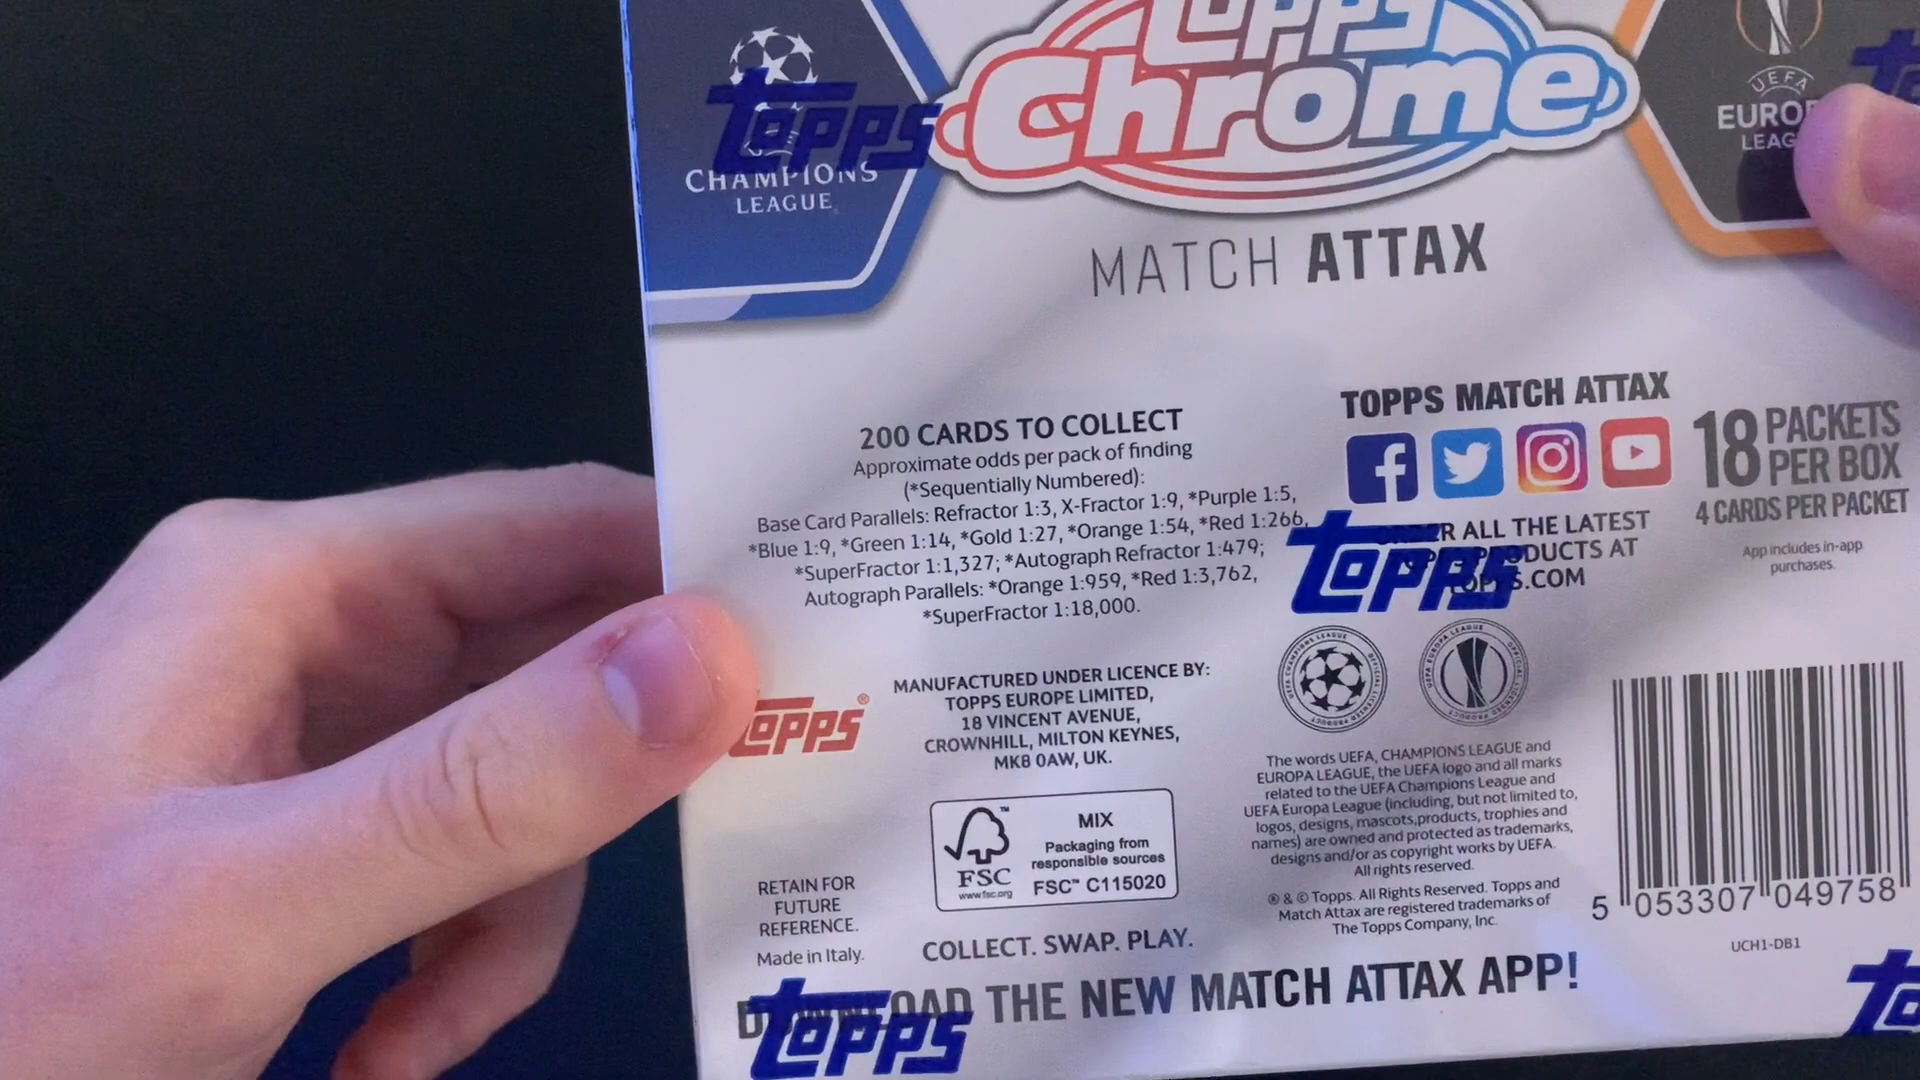 TOPPS
Chrome
CHAMPIONS
LEAGUE
UEFA
MATCH ATTAX
200 CARDS TO COLLECT
Approximate odds per pack of finding
(*Sequentially Numbered):
Base Card Parallels: Refractor 1:3, X-Fractor 1:9, *Purple 1:5,
*Blue 1:9, *Green 1:14, *Gold 1:27, *Orange 1:54, *Red 1:266,
*SuperFractor 1:1,327; *Autograph Refractor 1:479;
Autograph Parallels: *Orange 1:959, *Red 1:3,762,
*SuperFractor 1:18,000.
TOPPS MATCH ATTAX
ALL THE LATEST
AT
18 PACKETS
PER BOX
4 CARDS PER PACKET
App includes in-app
purchases.
TOPPS
TOPPS
TOPPS®
MANUFACTURED UNDER LICENCE BY:
TOPPS EUROPE LIMITED,
18 VINCENT AVENUE,
CROWNHILL, MILTON KEYNES,
MK8 0AW, UK.
MIX
Packaging from
responsible sources
FSC™ C115020
FSC
www.fsc.org
The words UEFA, CHAMPIONS LEAGUE and
EUROPA LEAGUE, the UEFA logo and all marks
related to the UEFA Champions League and
UEFA Europa League (including, but not limited to,
logos, designs, mascots,products, trophies and
names) are owned and protected as trademarks,
designs and/or as copyright works by UEFA.
All rights reserved.
® & © Topps. All Rights Reserved. Topps and
Match Attax are registered trademarks of
The Topps Company, Inc.
5 053307 049758
UCH1-DB1
RETAIN FOR
FUTURE
REFERENCE.
Made in Italy.
COLLECT. SWAP. PLAY.
DOWNLOAD THE NEW MATCH ATTAX APP!
TOPPS